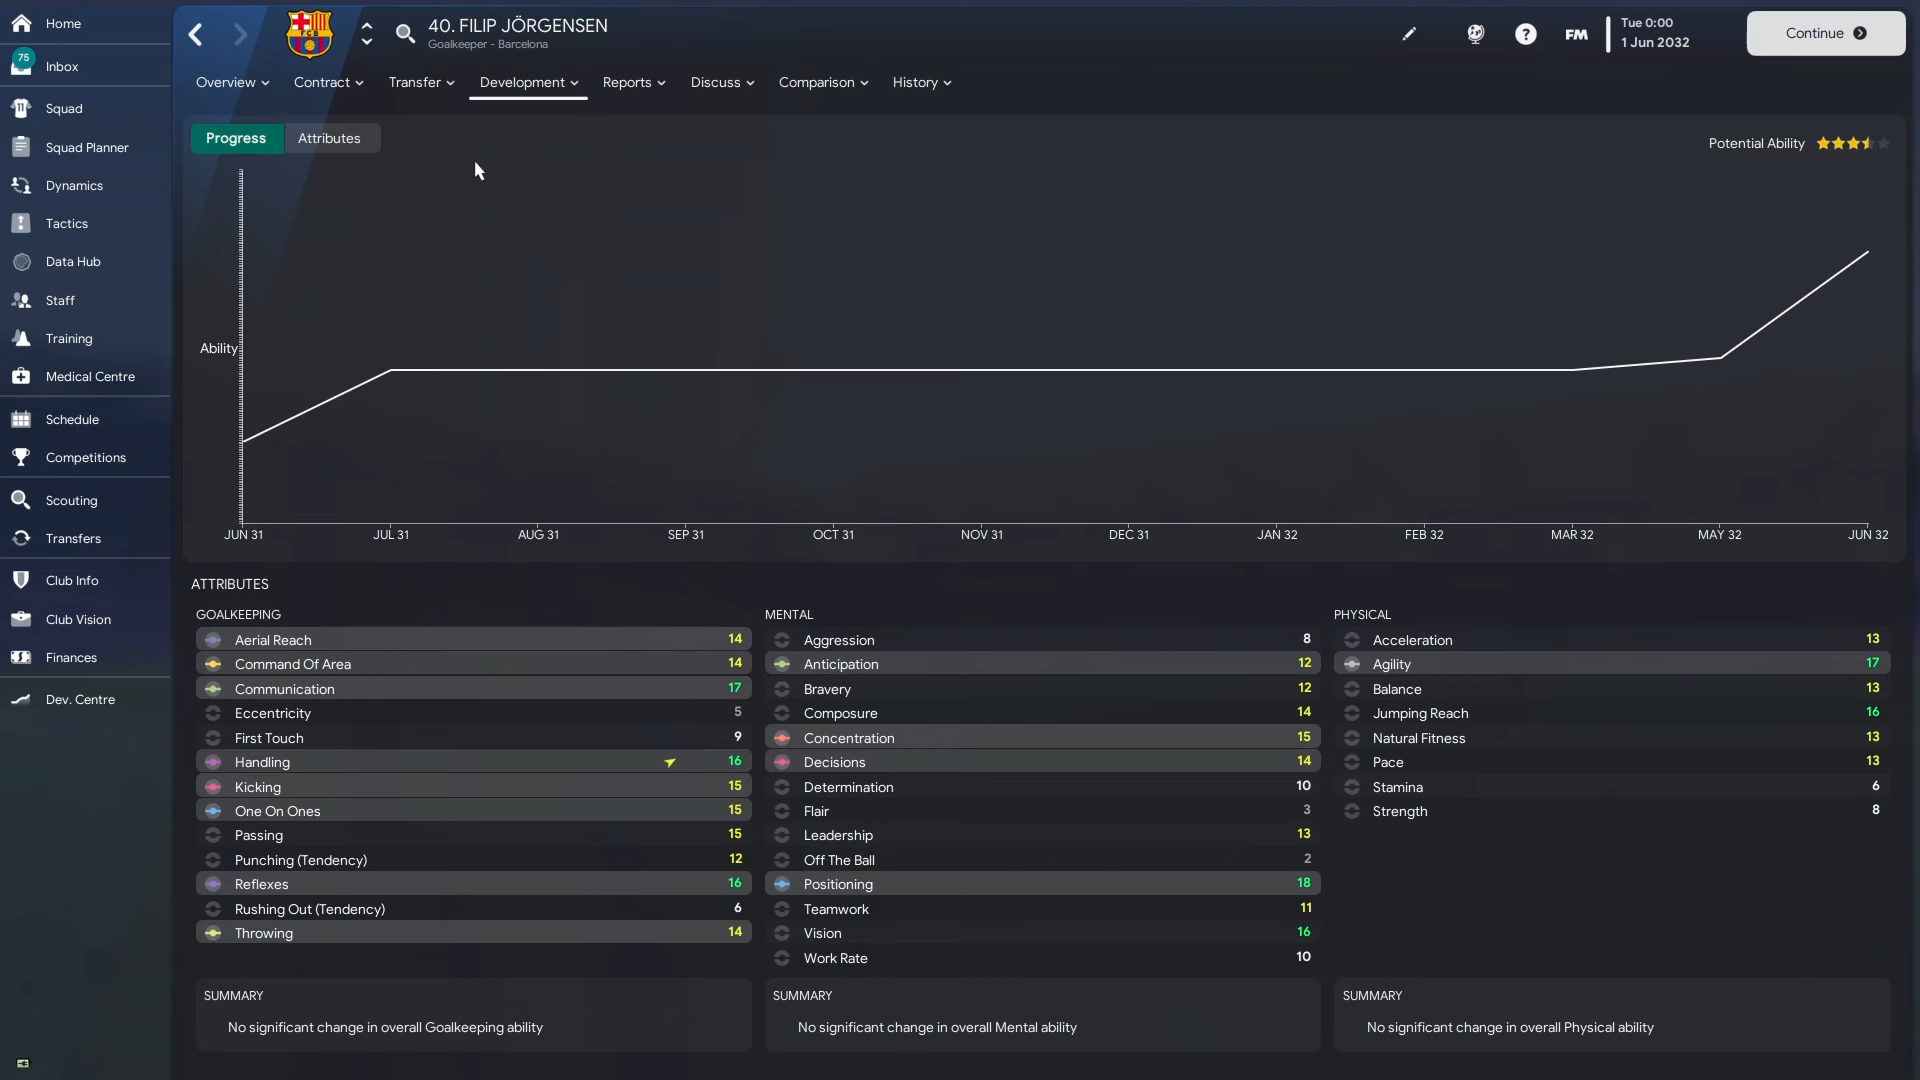 Home
75
Inbox
Squad
Squad Planner
Dynamics
Tactics
Data Hub
Staff
Training
Medical Centre
Schedule
Competitions
Scouting
Transfers
Club Info
Club Vision
Finances
Dev. Centre
FCB
40. FILIP JÖRGENSEN
Goalkeeper - Barcelona
?
FM
Tue 0:00
1 Jun 2032
Continue
Overview
Contract
Transfer
Development
Reports
Discuss
Comparison
History
Progress
Attributes
Potential Ability
Ability
JUN 31
JUL 31
AUG 31
SEP 31
OCT 31
NOV 31
DEC 31
JAN 32
FEB 32
MAR 32
MAY 32
JUN 32
ATTRIBUTES
GOALKEEPING
Aerial Reach 14
Command Of Area 14
Communication 17
Eccentricity 5
First Touch 9
Handling 16
Kicking 15
One On Ones 15
Passing 15
Punching (Tendency) 12
Reflexes 16
Rushing Out (Tendency) 6
Throwing 14
SUMMARY
No significant change in overall Goalkeeping ability
MENTAL
Aggression 8
Anticipation 12
Bravery 12
Composure 14
Concentration 15
Decisions 14
Determination 10
Flair 3
Leadership 13
Off The Ball 2
Positioning 18
Teamwork 11
Vision 16
Work Rate 10
SUMMARY
No significant change in overall Mental ability
PHYSICAL
Acceleration 13
Agility 17
Balance 13
Jumping Reach 16
Natural Fitness 13
Pace 13
Stamina 6
Strength 8
SUMMARY
No significant change in overall Physical ability